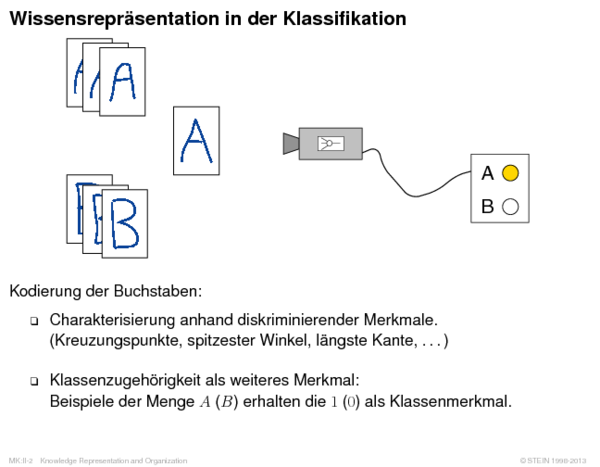 Wissensrepräsentation in der Klassifikation
A
A
A
A
A
B
B
B
B
Kodierung der Buchstaben:
❏ Charakterisierung anhand diskriminierender Merkmale.
(Kreuzungspunkte, spitzester Winkel, längste Kante, . . . )
❏ Klassenzugehörigkeit als weiteres Merkmal:
Beispiele der Menge A (B) erhalten die 1 (0) als Klassenmerkmal.
MK:II-2 Knowledge Representation and Organization © STEIN 1998-2013